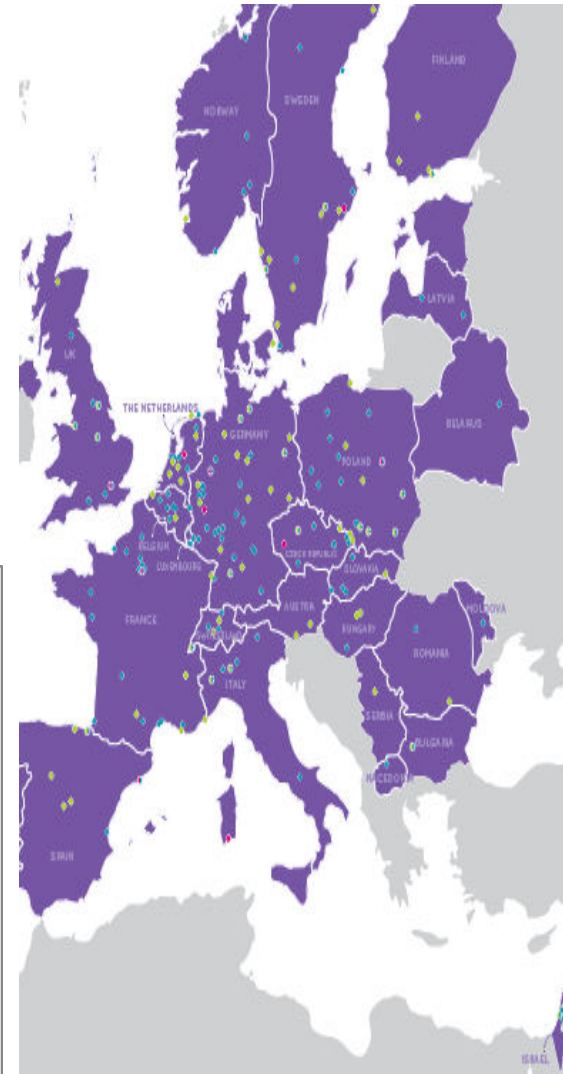 FINLAND
SWEDEN
NORWAY
LATVIA
UK
THE NETHERLANDS
BELARUS
GERMANY
POLAND
BELGIUM
CZECH REPUBLIC
LUXEMBOURG
SLOVAKIA
AUSTRIA
MOLDOVA
FRANCE
HUNGARY
SWITZERLAND
ROMANIA
ITALY
SERBIA
BULGARIA
MACEDONIA
SPAIN
ISRAEL